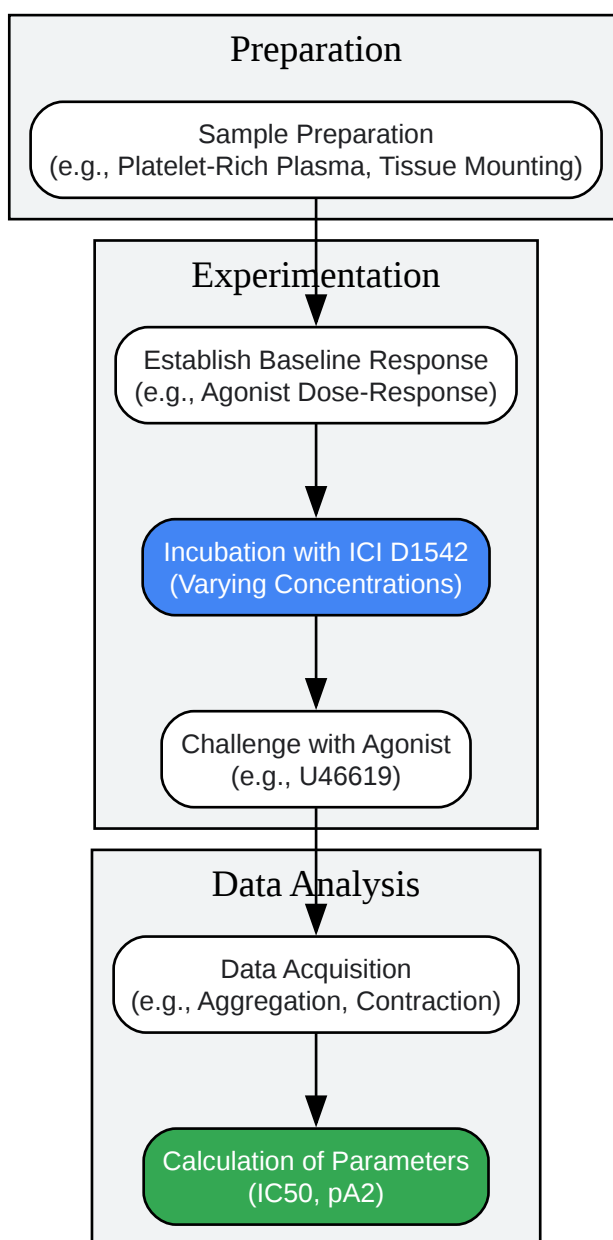 Preparation
Sample Preparation
(e.g., Platelet-Rich Plasma, Tissue Mounting)
Experimentation
Establish Baseline Response
(e.g., Agonist Dose-Response)
Incubation with ICI D1542
(Varying Concentrations)
Challenge with Agonist
(e.g., U46619)
Data Analysis
Data Acquisition
(e.g., Aggregation, Contraction)
Calculation of Parameters
(IC50, pA2)